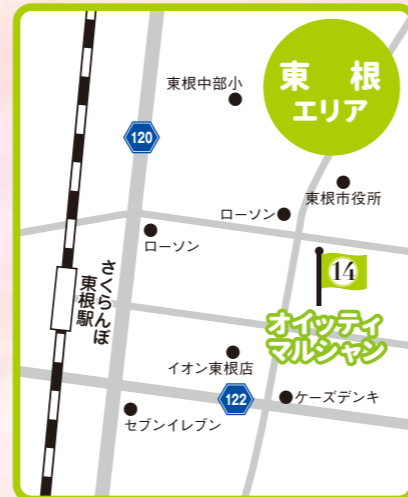 東根
エリア
東根中部小
120
東根市役所
ローソン
ローソン
14
さくらんぼ
東根駅
オイッティ
マルシャン
イオン東根店
122
ケーズデンキ
セブンイレブン